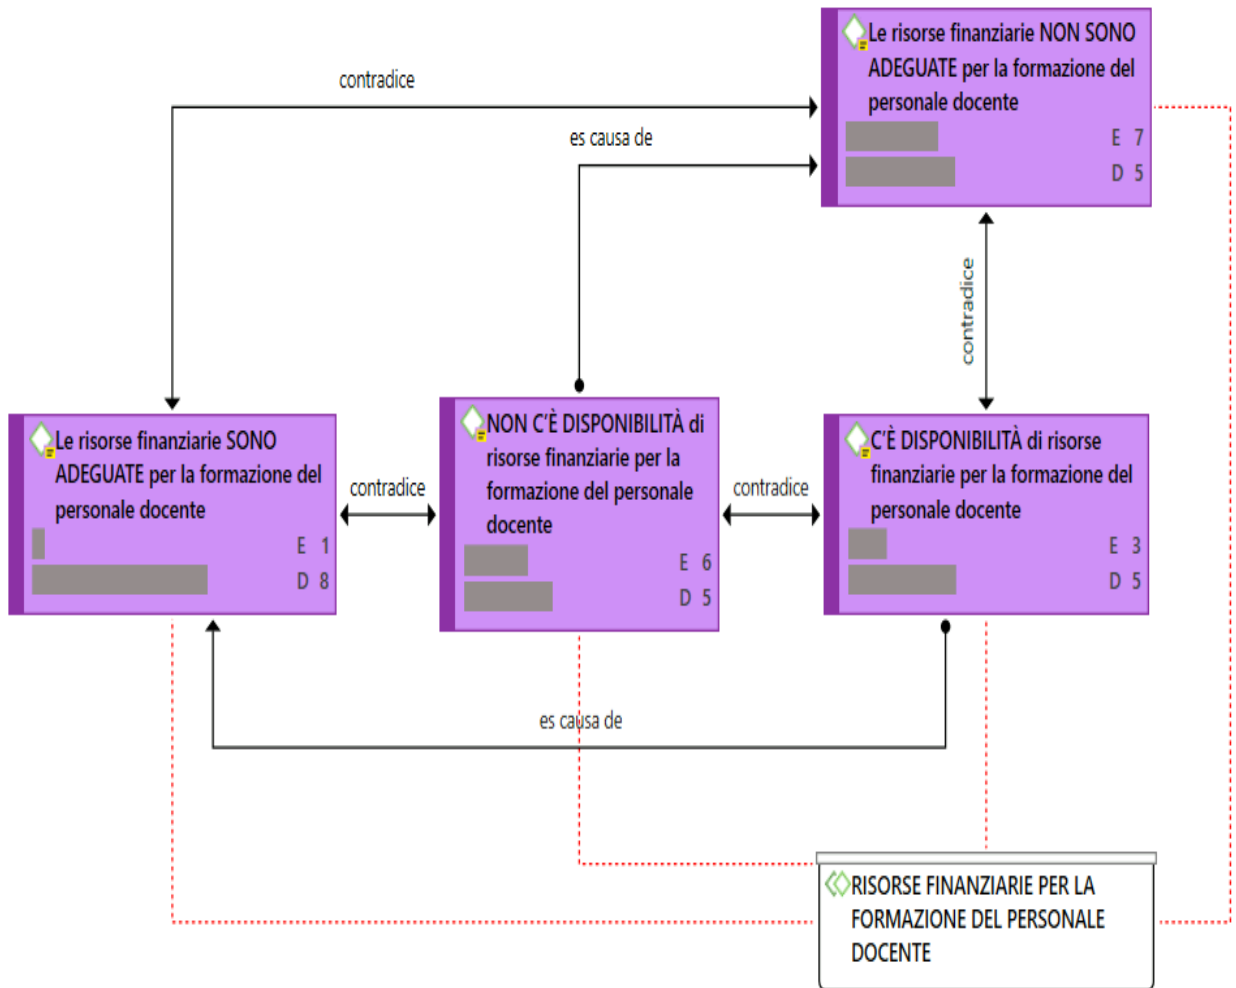 Le risorse finanziarie NON SONO
ADEGUATE per la formazione del
personale docente
E 7
D 5
contradice
es causa de
contradice
Le risorse finanziarie SONO
ADEGUATE per la formazione del
personale docente
E 1
D 8
contradice
NON C'È DISPONIBILITÀ di
risorse finanziarie per la
formazione del personale
docente
E 6
D 5
contradice
C'È DISPONIBILITÀ di risorse
finanziarie per la formazione del
personale docente
E 3
D 5
es causa de
RISORSE FINANZIARIE PER LA
FORMAZIONE DEL PERSONALE
DOCENTE